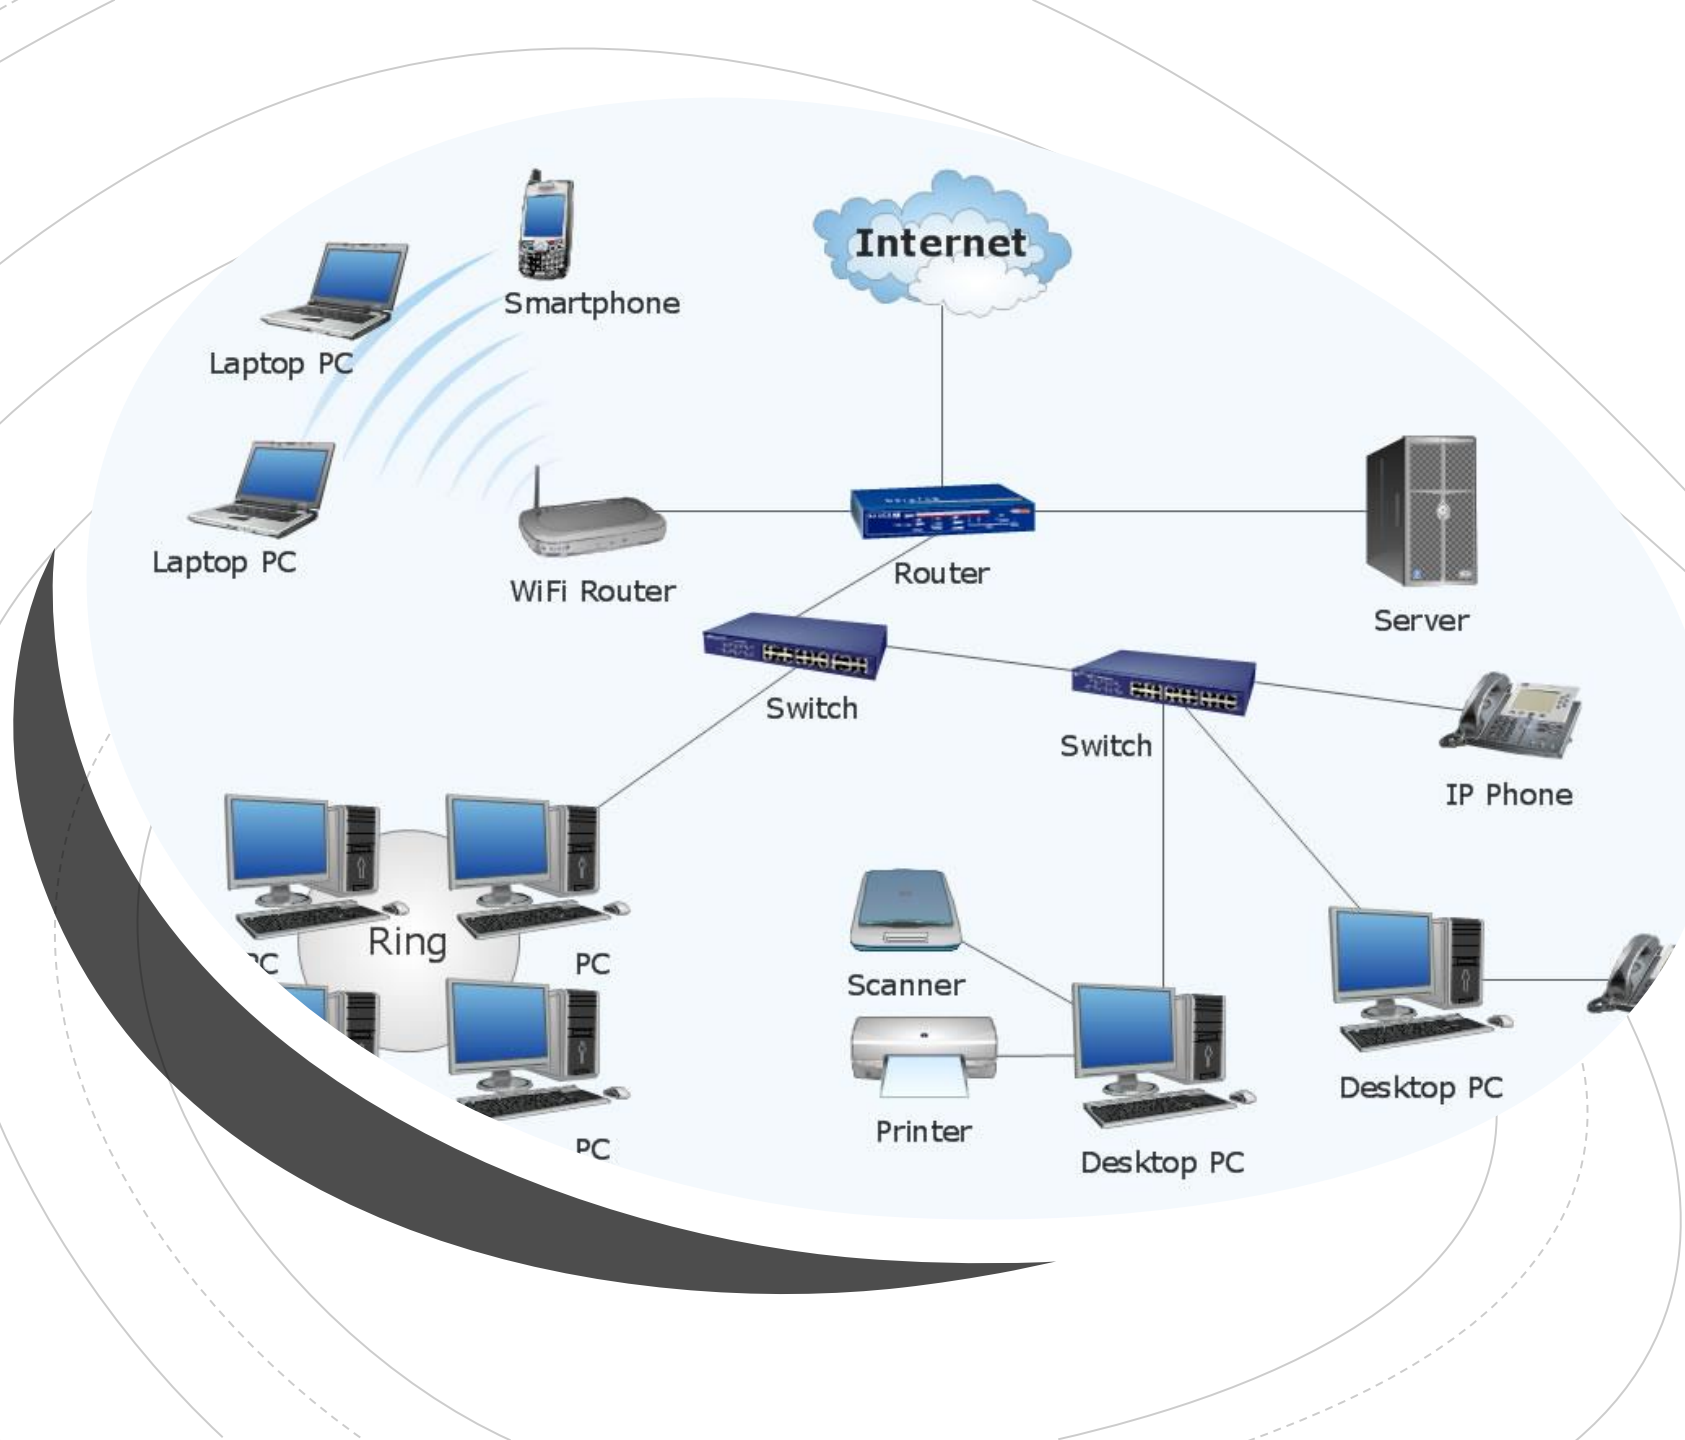 Internet
Smartphone
Laptop PC
Laptop PC
WiFi Router
Router
Server
Switch
Switch
IP Phone
Ring
PC
PC
Scanner
Printer
Desktop PC
Desktop PC
PC